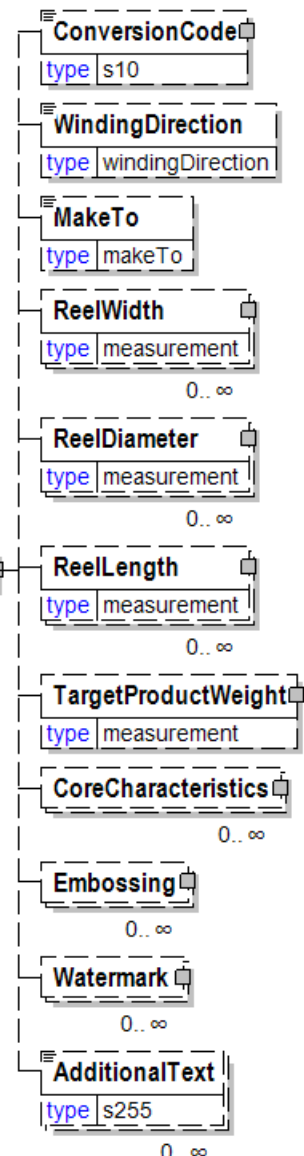 ConversionCode
type s10
WindingDirection
type windingDirection
MakeTo
type makeTo
ReelWidth
type measurement
0.. ∞
ReelDiameter
type measurement
0.. ∞
ReelLength
type measurement
0.. ∞
TargetProductWeight
type measurement
CoreCharacteristics
0.. ∞
Embossing
0.. ∞
Watermark
0.. ∞
AdditionalText
type s255
0.. ∞